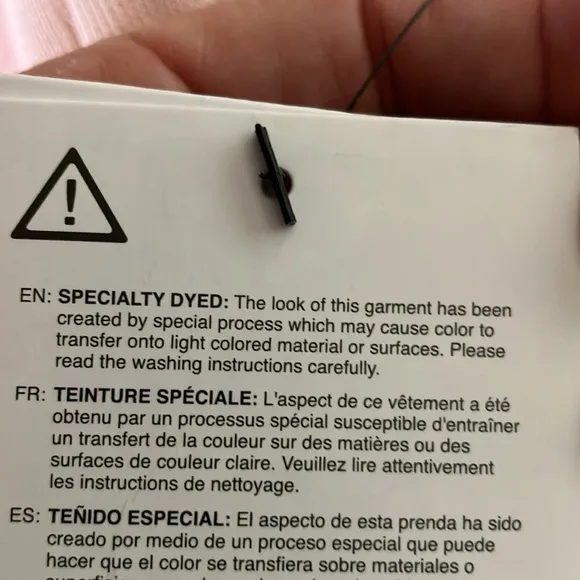 EN: SPECIALTY DYED: The look of this garment has been
created by special process which may cause color to
transfer onto light colored material or surfaces. Please
read the washing instructions carefully.
FR: TEINTURE SPÉCIALE: L'aspect de ce vêtement a été
obtenu par un processus spécial susceptible d'entraîner
un transfert de la couleur sur des matières ou des
surfaces de couleur claire. Veuillez lire attentivement
les instructions de nettoyage.
ES: TEÑIDO ESPECIAL: El aspecto de esta prenda ha sido
creado por medio de un proceso especial que puede
hacer que el color se transfiera sobre materiales o